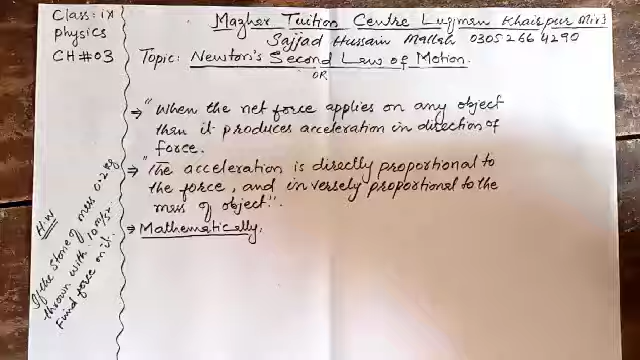 Class: ix
physics
CH#03
Mazher Tuition Centre Luqman Khairpur Mir's
Sajjad Hussain Mallah 0305 266 4290
Topic: Newton's Second Law of Motion.
OR
⇒ "When the net force applies on any object
then it produces acceleration in direction of
force.
⇒ "The acceleration is directly proportional to
the force, and inversely proportional to the
mass of object".
⇒ Mathematically,
H.W
If the stone of mass 0.2 kg
thrown with 10 m/s².
Find force on it.